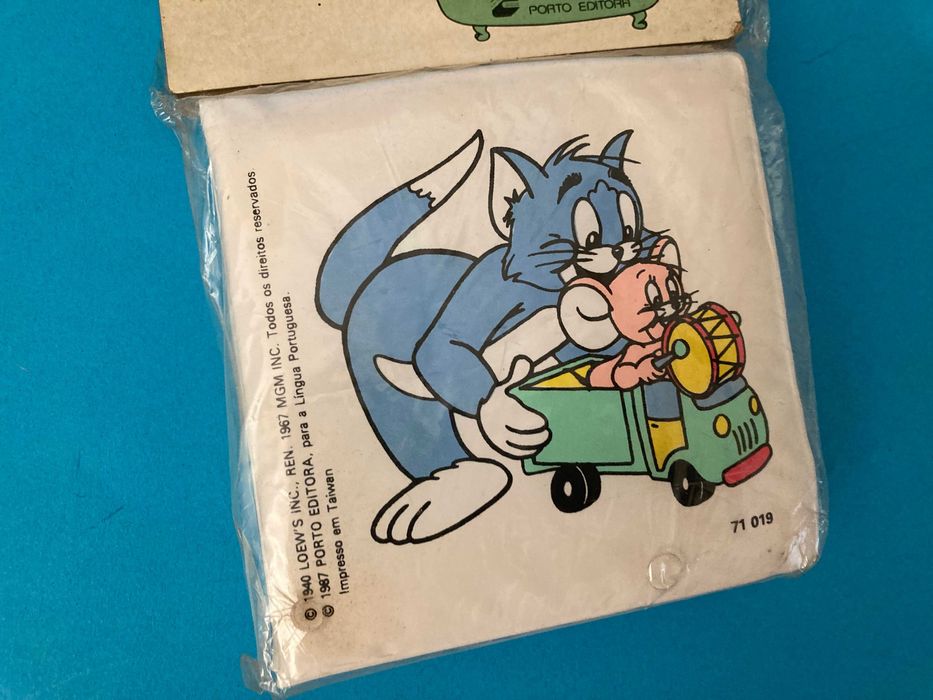 PORTO EDITORA
© 1940 LOEW'S INC., REN. 1967 MGM INC. Todos os direitos reservados
© 1987 PORTO EDITORA, para a Língua Portuguesa.
Impresso em Taiwan
71 019